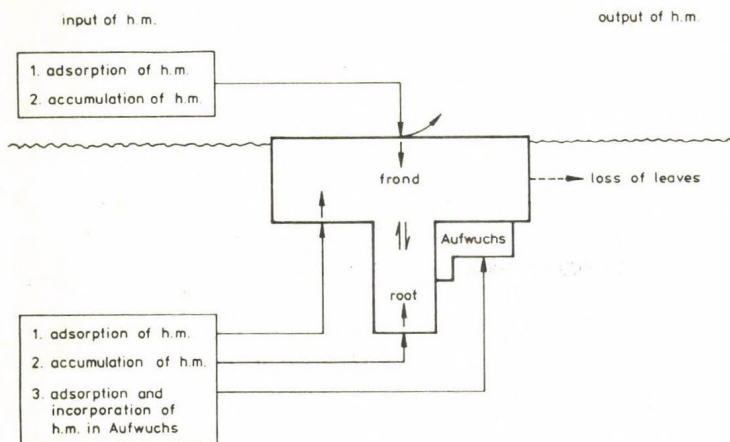 input of h.m.
output of h.m.
1. adsorption of h.m.
2. accumulation of h.m.
frond
loss of leaves
Aufwuchs
root
1. adsorption of h.m.
2. accumulation of h.m.
3. adsorption and
incorporation of
h.m. in Aufwuchs